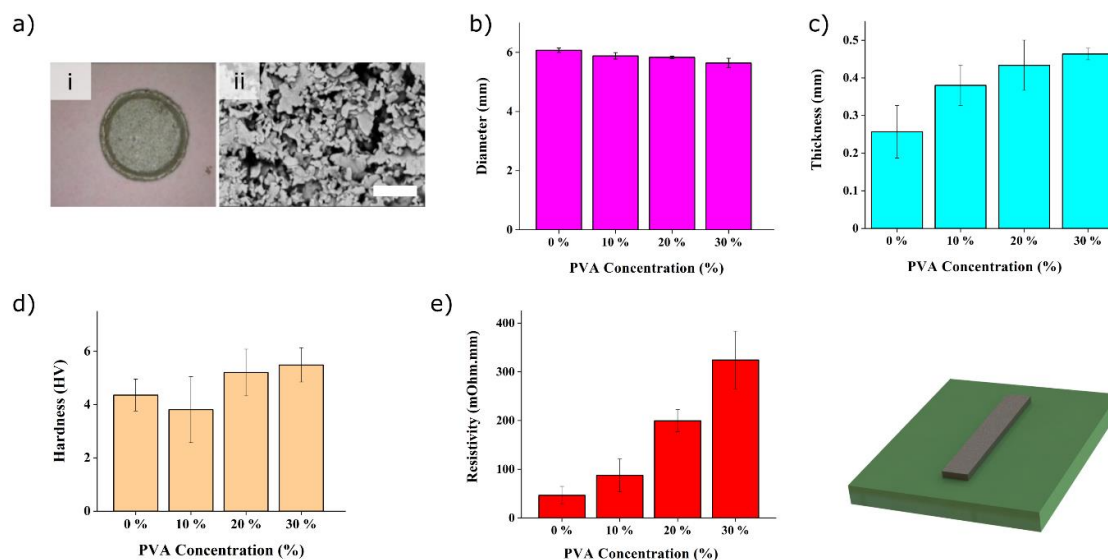 a)
i
ii
b)
Diameter (mm)
6
4
2
0
0 %
10 %
20 %
30 %
PVA Concentration (%)
c)
Thickness (mm)
0.5
0.4
0.3
0.2
0.1
0
0 %
10 %
20 %
30 %
PVA Concentration (%)
d)
Hardness (HV)
6
4
2
0
0 %
10 %
20 %
30 %
PVA Concentration (%)
e)
Resistivity (mOhm.mm)
400
300
200
100
0
0 %
10 %
20 %
30 %
PVA Concentration (%)